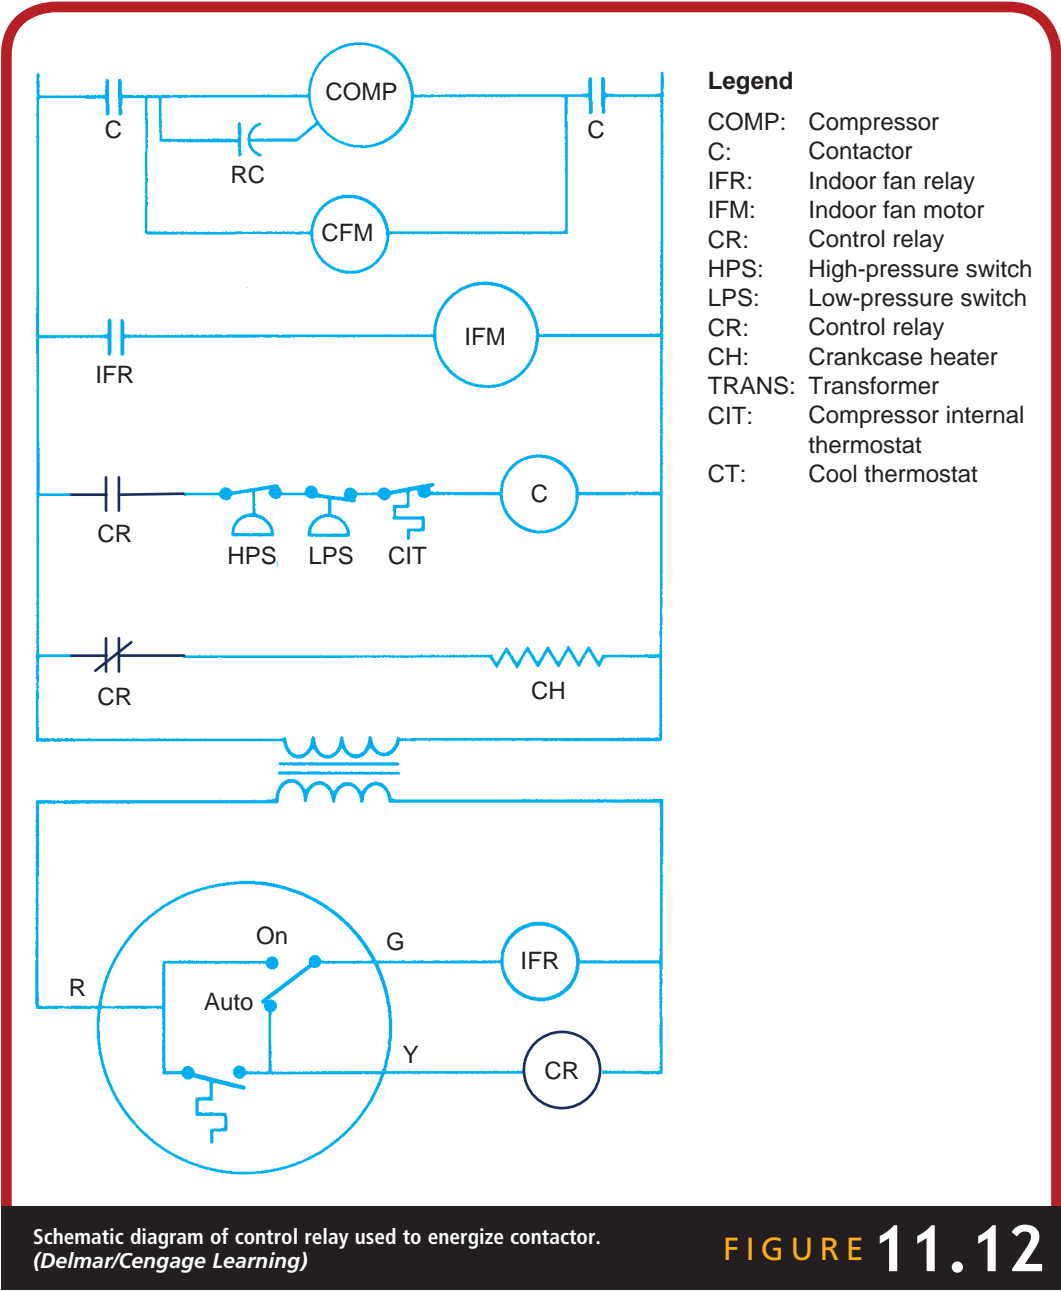 COMP
C
C
RC
CFM
IFM
IFR
C
CR
HPS
LPS
CIT
CR
CH
On
G
IFR
R
Auto
Y
CR
Legend
COMP: Compressor
C: Contactor
IFR: Indoor fan relay
IFM: Indoor fan motor
CR: Control relay
HPS: High-pressure switch
LPS: Low-pressure switch
CR: Control relay
CH: Crankcase heater
TRANS: Transformer
CIT: Compressor internal
thermostat
CT: Cool thermostat
Schematic diagram of control relay used to energize contactor.
(Delmar/Cengage Learning)
FIGURE 11.12